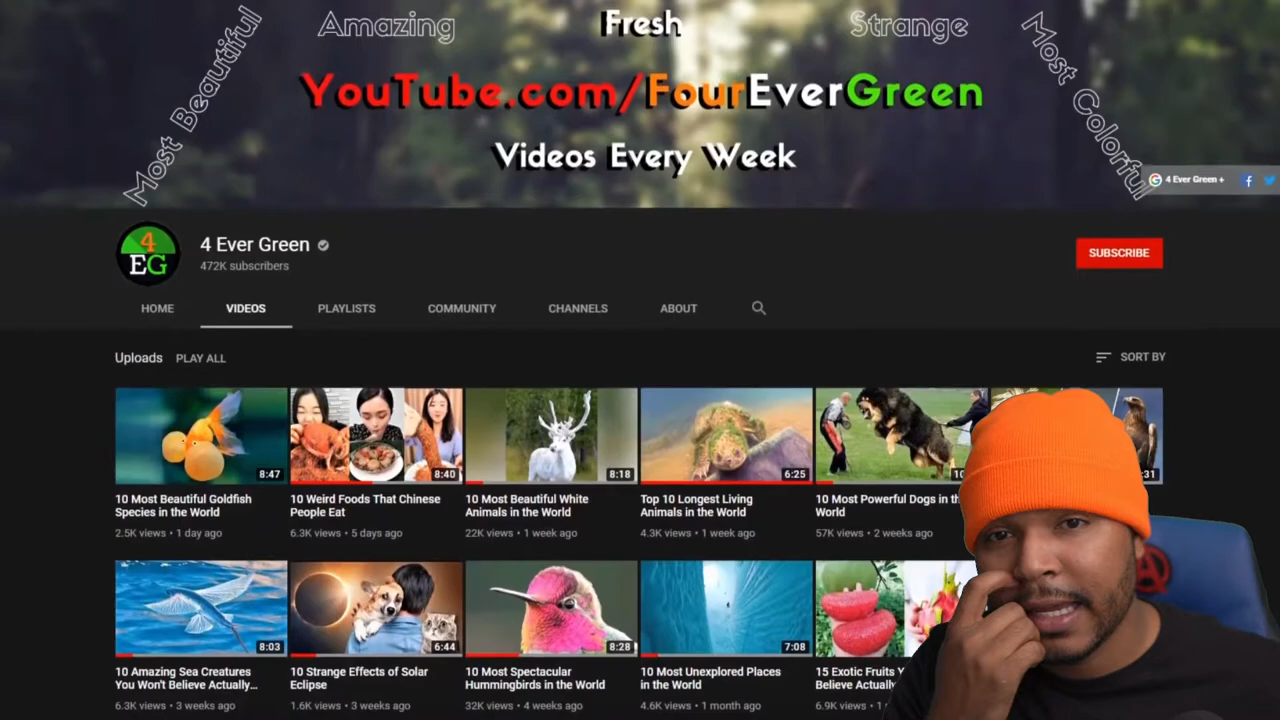 Most Beautiful
Amazing
Fresh
Strange
Most Colorful
YouTube.com/FourEverGreen
Videos Every Week
4 Ever Green +
4
EG
4 Ever Green
472K subscribers
SUBSCRIBE
HOME
VIDEOS
PLAYLISTS
COMMUNITY
CHANNELS
ABOUT
Uploads
PLAY ALL
SORT BY
8:47
8:40
8:18
6:25
10
:31
10 Most Beautiful Goldfish
Species in the World
2.5K views • 1 day ago
10 Weird Foods That Chinese
People Eat
6.3K views • 5 days ago
10 Most Beautiful White
Animals in the World
22K views • 1 week ago
Top 10 Longest Living
Animals in the World
4.3K views • 1 week ago
10 Most Powerful Dogs in the
World
57K views • 2 weeks ago
8:03
6:44
8:28
7:08
10 Amazing Sea Creatures
You Won't Believe Actually...
6.3K views • 3 weeks ago
10 Strange Effects of Solar
Eclipse
1.6K views • 3 weeks ago
10 Most Spectacular
Hummingbirds in the World
32K views • 4 weeks ago
10 Most Unexplored Places
in the World
4.6K views • 1 month ago
15 Exotic Fruits
Believe Actually
6.9K views